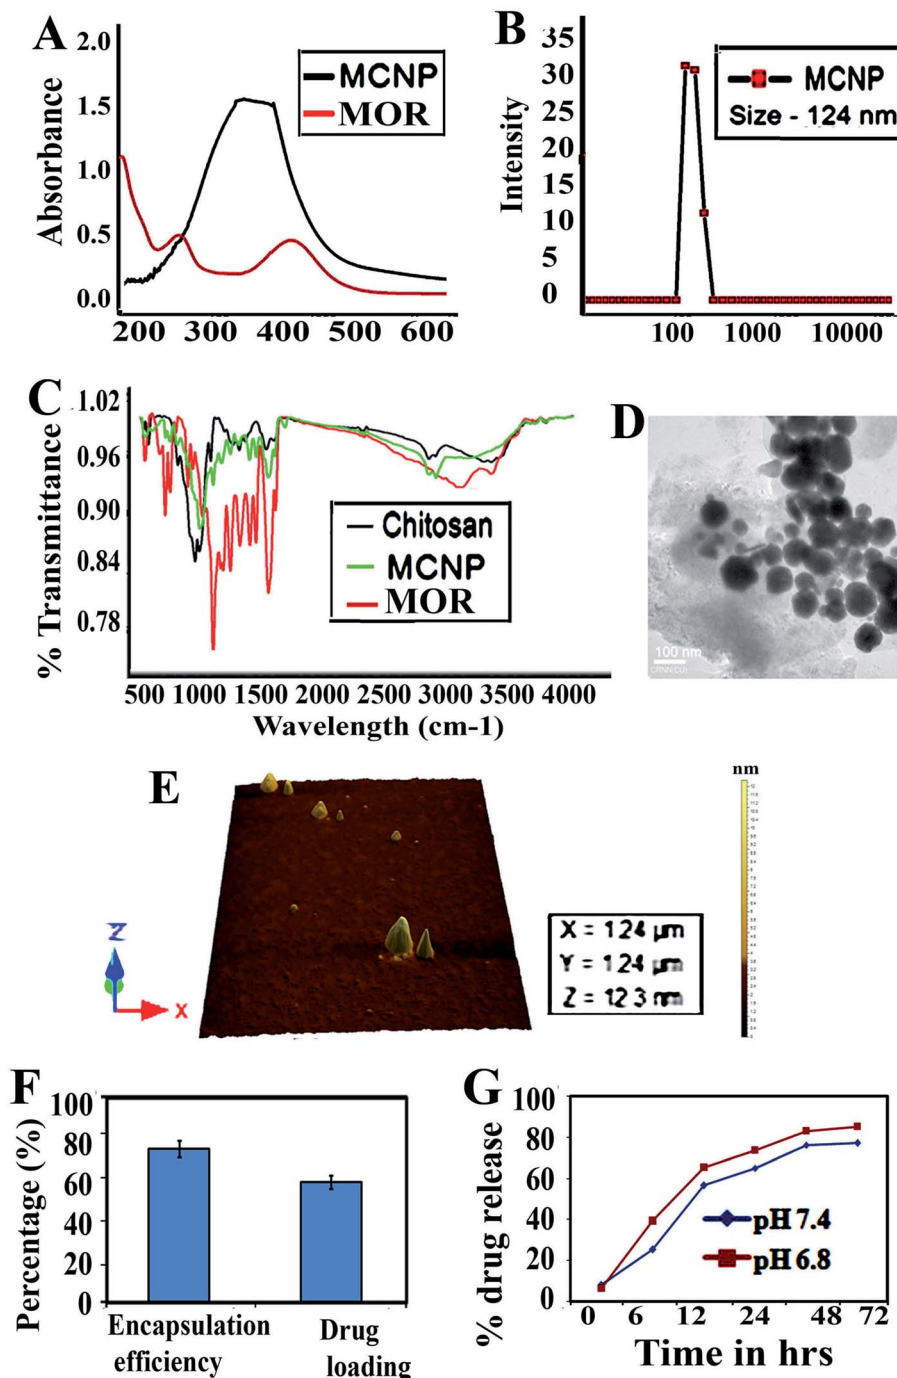 A
Absorbance
2.0
1.5
1.0
0.5
0.0
MCNP
MOR
200 300 400 500 600
B
Intensity
35
30
25
20
15
10
5
0
MCNP
Size - 124 nm
100 1000 10000
C
% Transmittance
1.02
0.96
0.90
0.84
0.78
Chitosan
MCNP
MOR
500 1000 1500 2000 2500 3000 3500 4000
Wavelength (cm-1)
D
100 nm
E
Z
X
X = 1.24 µm
Y = 1.24 µm
Z = 12.3 nm
nm
F
Percentage (%)
100
80
60
40
20
0
Encapsulation
efficiency
Drug
loading
G
% drug release
100
80
60
40
20
0
pH 7.4
pH 6.8
0 6 12 24 48 72
Time in hrs